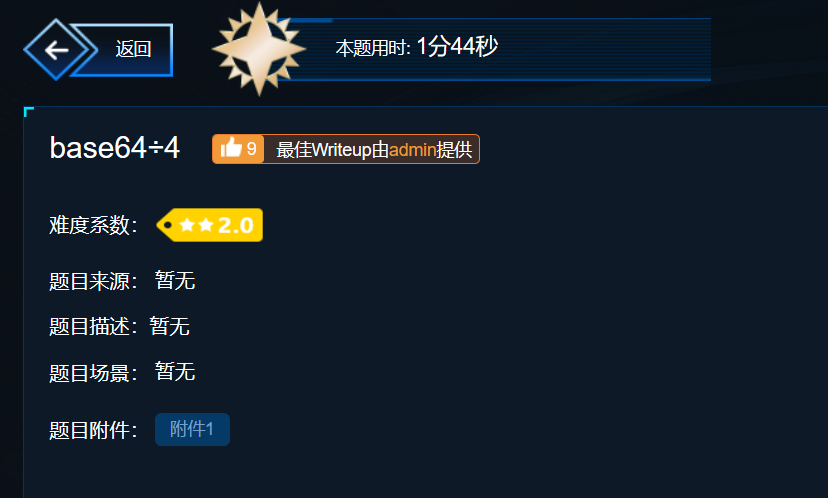 返回
本题用时: 1分44秒
base64÷4
9 最佳Writeup由admin提供
难度系数： 2.0
题目来源： 暂无
题目描述：暂无
题目场景： 暂无
题目附件： 附件1